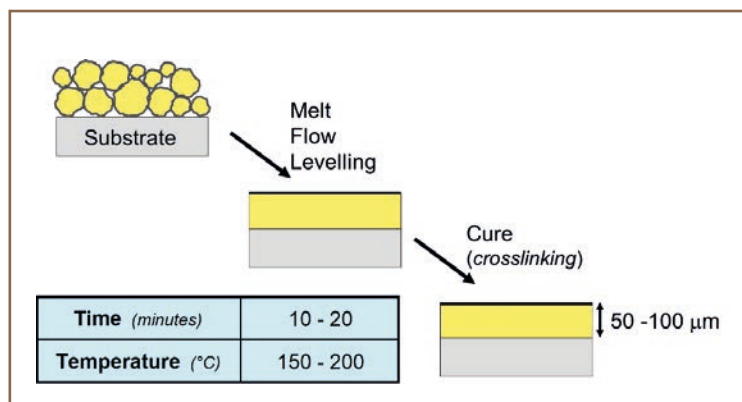 Substrate
Melt
Flow
Levelling
Cure
(crosslinking)
Time (minutes) 10 - 20
Temperature (°C) 150 - 200
50 -100 μm